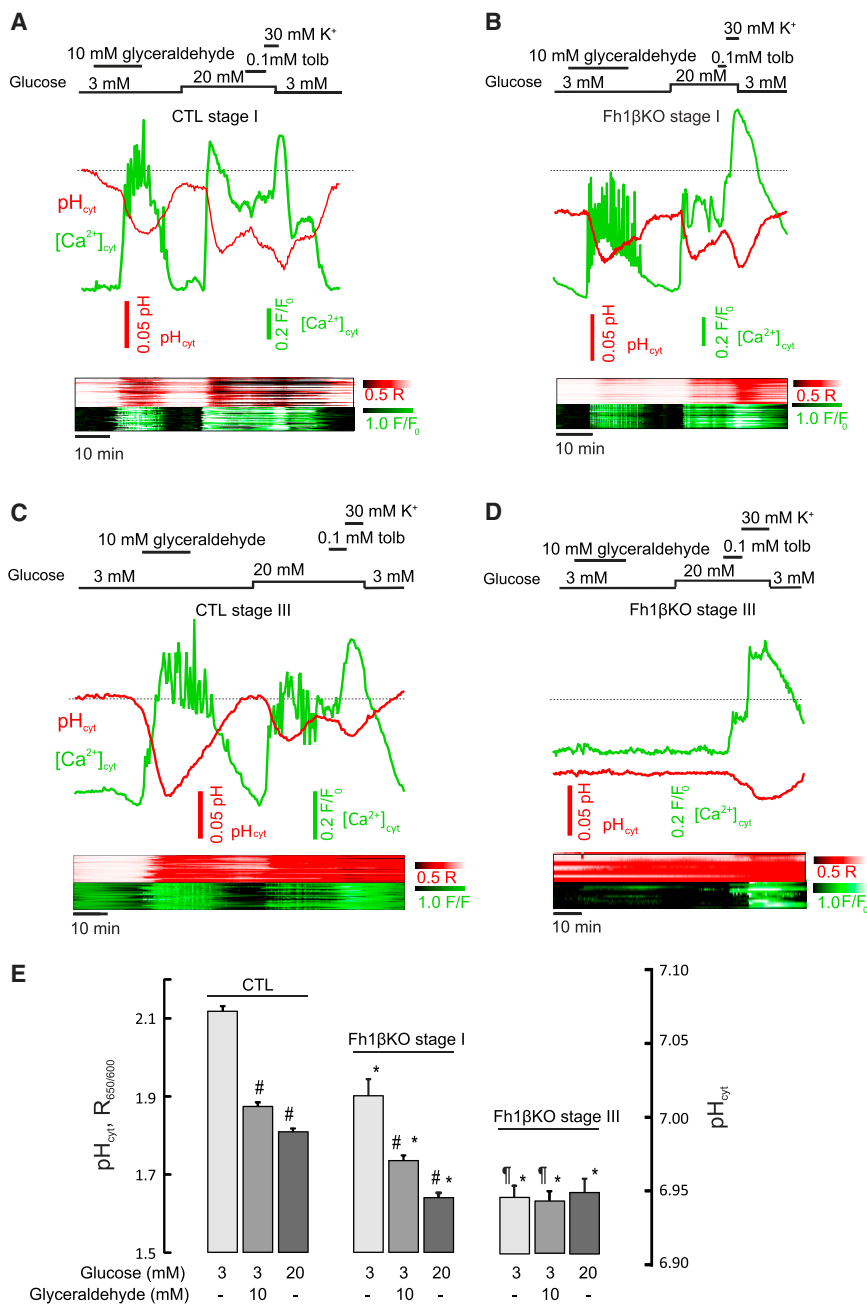 A
30 mM K⁺
10 mM glyceraldehyde
0.1mM tolb
Glucose
3 mM
20 mM
3 mM
CTL stage I
pHcyt
[Ca²⁺]cyt
0.05 pH
pHcyt
0.2 F/F₀
[Ca²⁺]cyt
0.5 R
1.0 F/F₀
10 min
B
30 mM K⁺
10 mM glyceraldehyde
0.1mM tolb
Glucose
3 mM
20 mM
3 mM
Fh1βKO stage I
0.05 pH
pHcyt
0.2 F/F₀
[Ca²⁺]cyt
0.5 R
1.0 F/F₀
10 min
C
30 mM K⁺
10 mM glyceraldehyde
0.1 mM tolb
Glucose
3 mM
20 mM
3 mM
CTL stage III
pHcyt
[Ca²⁺]cyt
0.05 pH
pHcyt
0.2 F/F₀
[Ca²⁺]cyt
0.5 R
1.0 F/F
10 min
D
30 mM K⁺
10 mM glyceraldehyde
0.1 mM tolb
Glucose
3 mM
20 mM
3 mM
Fh1βKO stage III
0.05 pH
pHcyt
0.2 F/F₀
[Ca²⁺]cyt
0.5 R
1.0F/F₀
10 min
E
pHcyt, R650/600
2.1
1.9
1.7
1.5
CTL
# #
Fh1βKO stage I
*
# *
# *
Fh1βKO stage III
¶ * ¶ * *
7.10
7.05
7.00
6.95
6.90
pHcyt
Glucose (mM) 3 3 20 3 3 20 3 3 20
Glyceraldehyde (mM) - 10 - - 10 - - 10 -